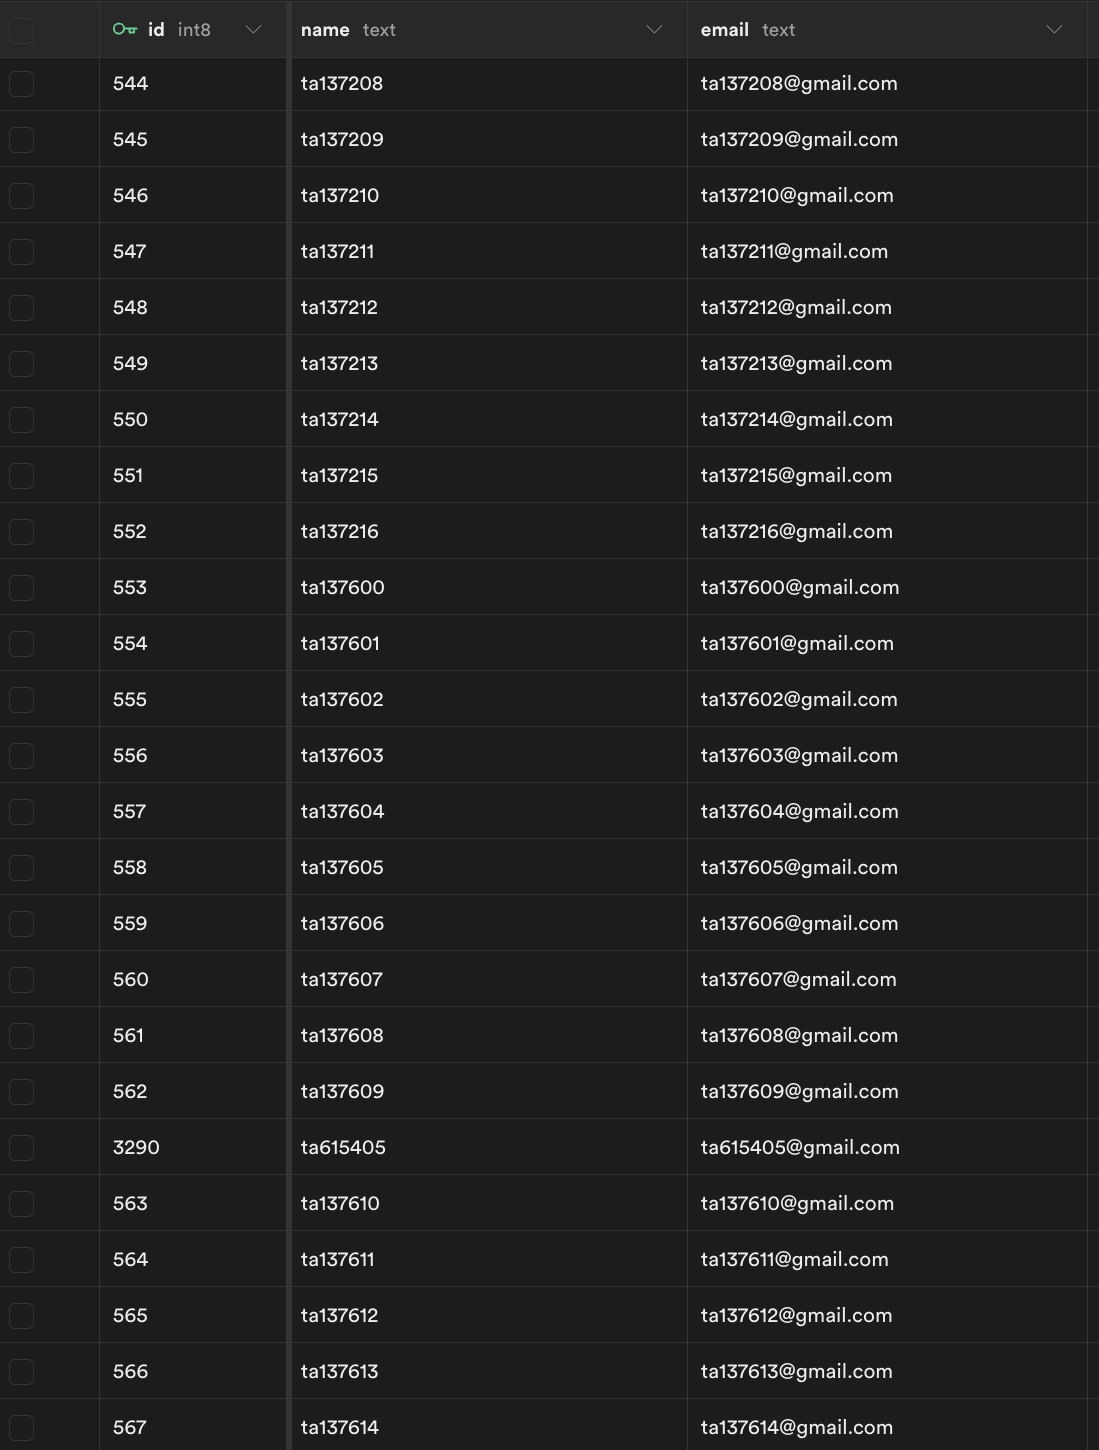 id int8 name text email text
544 ta137208 ta137208@gmail.com
545 ta137209 ta137209@gmail.com
546 ta137210 ta137210@gmail.com
547 ta137211 ta137211@gmail.com
548 ta137212 ta137212@gmail.com
549 ta137213 ta137213@gmail.com
550 ta137214 ta137214@gmail.com
551 ta137215 ta137215@gmail.com
552 ta137216 ta137216@gmail.com
553 ta137600 ta137600@gmail.com
554 ta137601 ta137601@gmail.com
555 ta137602 ta137602@gmail.com
556 ta137603 ta137603@gmail.com
557 ta137604 ta137604@gmail.com
558 ta137605 ta137605@gmail.com
559 ta137606 ta137606@gmail.com
560 ta137607 ta137607@gmail.com
561 ta137608 ta137608@gmail.com
562 ta137609 ta137609@gmail.com
3290 ta615405 ta615405@gmail.com
563 ta137610 ta137610@gmail.com
564 ta137611 ta137611@gmail.com
565 ta137612 ta137612@gmail.com
566 ta137613 ta137613@gmail.com
567 ta137614 ta137614@gmail.com